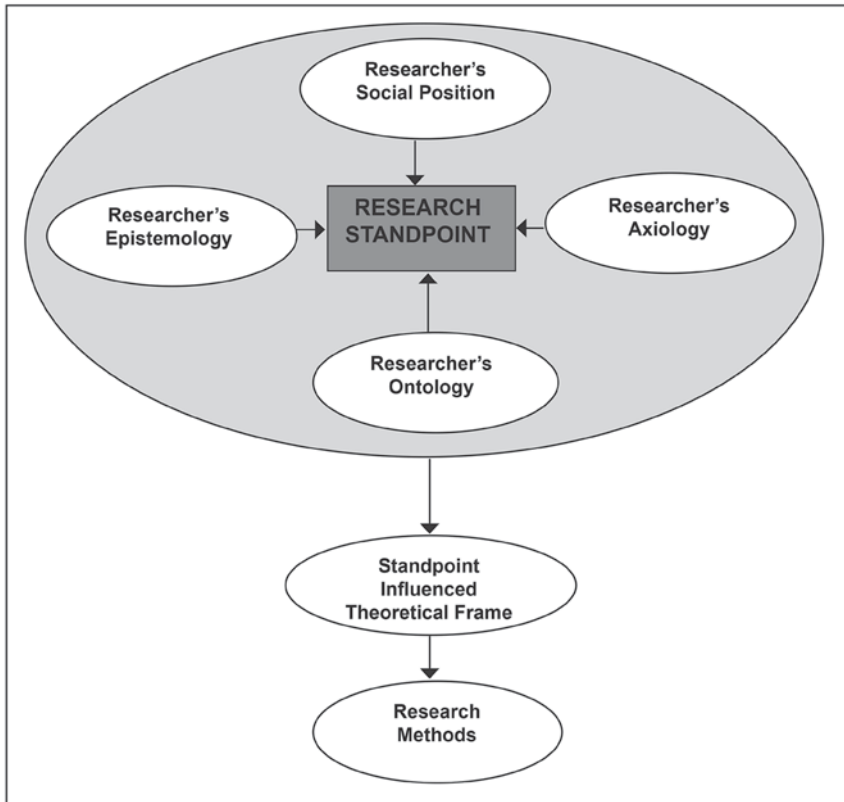 Researcher's
Social Position
Researcher's
Epistemology
RESEARCH
STANDPOINT
Researcher's
Axiology
Researcher's
Ontology
Standpoint
Influenced
Theoretical Frame
Research
Methods